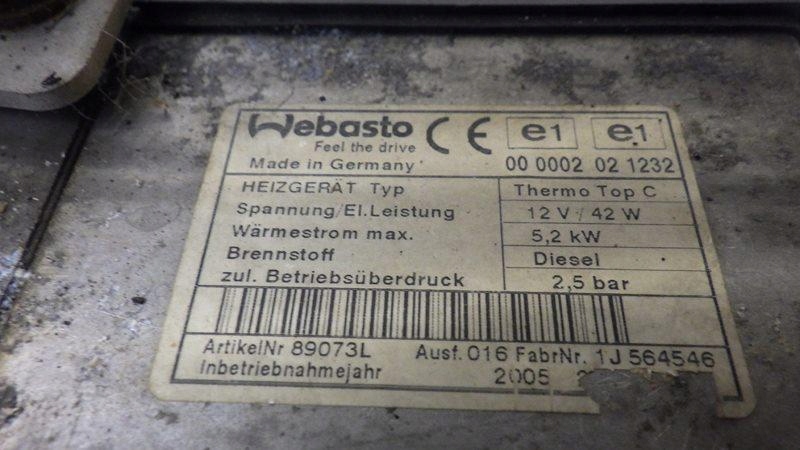 Webasto CE e1 e1
Feel the drive
Made in Germany 00 0002 02 1232
HEIZGERÄT Typ Thermo Top C
Spannung/El.Leistung 12 V / 42 W
Wärmestrom max. 5,2 kW
Brennstoff Diesel
zul. Betriebsüberdruck 2,5 bar
ArtikelNr 89073L Ausf. 016 FabrNr. 1J 564546
Inbetriebnahmejahr 2005